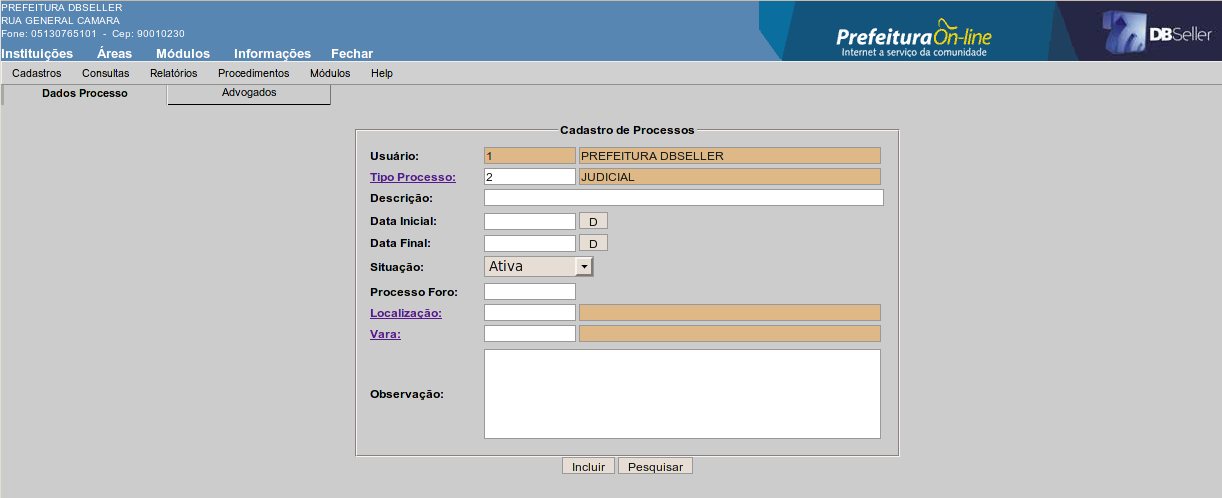 PREFEITURA DBSELLER
RUA GENERAL CAMARA
Fone: 05130765101 - Cep: 90010230
Prefeitura On-line
Internet a serviço da comunidade
DBSeller
Instituições Áreas Módulos Informações Fechar
Cadastros Consultas Relatórios Procedimentos Módulos Help
Dados Processo Advogados
Cadastro de Processos
Usuário: 1 PREFEITURA DBSELLER
Tipo Processo: 2 JUDICIAL
Descrição:
Data Inicial: D
Data Final: D
Situação: Ativa
Processo Foro:
Localização:
Vara:
Observação:
Incluir Pesquisar